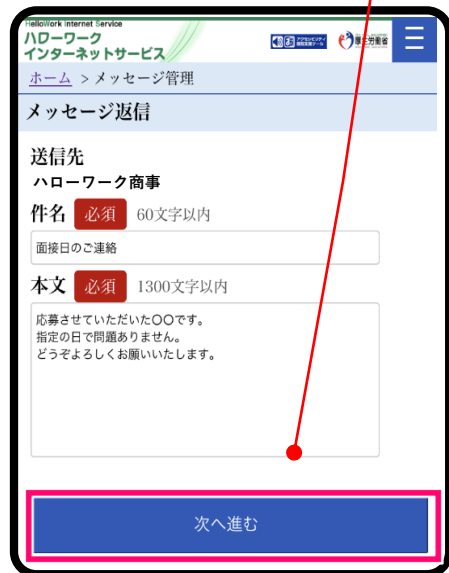 HelloWork Internet Service
ハローワーク
インターネットサービス
厚生労働省
ホーム > メッセージ管理
メッセージ返信
送信先
ハローワーク商事
件名 必須 60文字以内
面接日のご連絡
本文 必須 1300文字以内
応募させていただいた〇〇です。
指定の日で問題ありません。
どうぞよろしくお願いいたします。
次へ進む